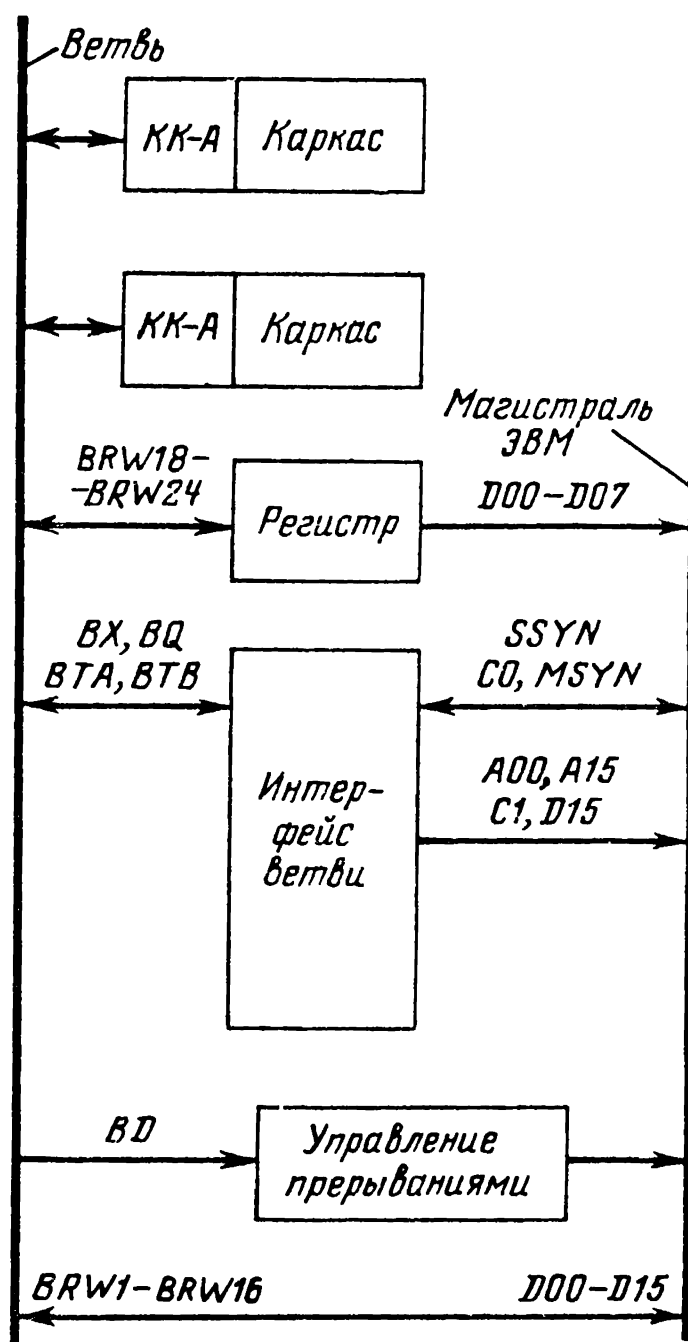 Ветвь
КК-А Каркас
КК-А Каркас
Магистраль
ЭВМ
BRW18-
-BRW24
Регистр
D00-D07
BX, BQ
BTA, BTB
SSYN
C0, MSYN
Интер-
фейс
ветви
A00, A15
C1, D15
BD
Управление
прерываниями
BRW1-BRW16
D00-D15